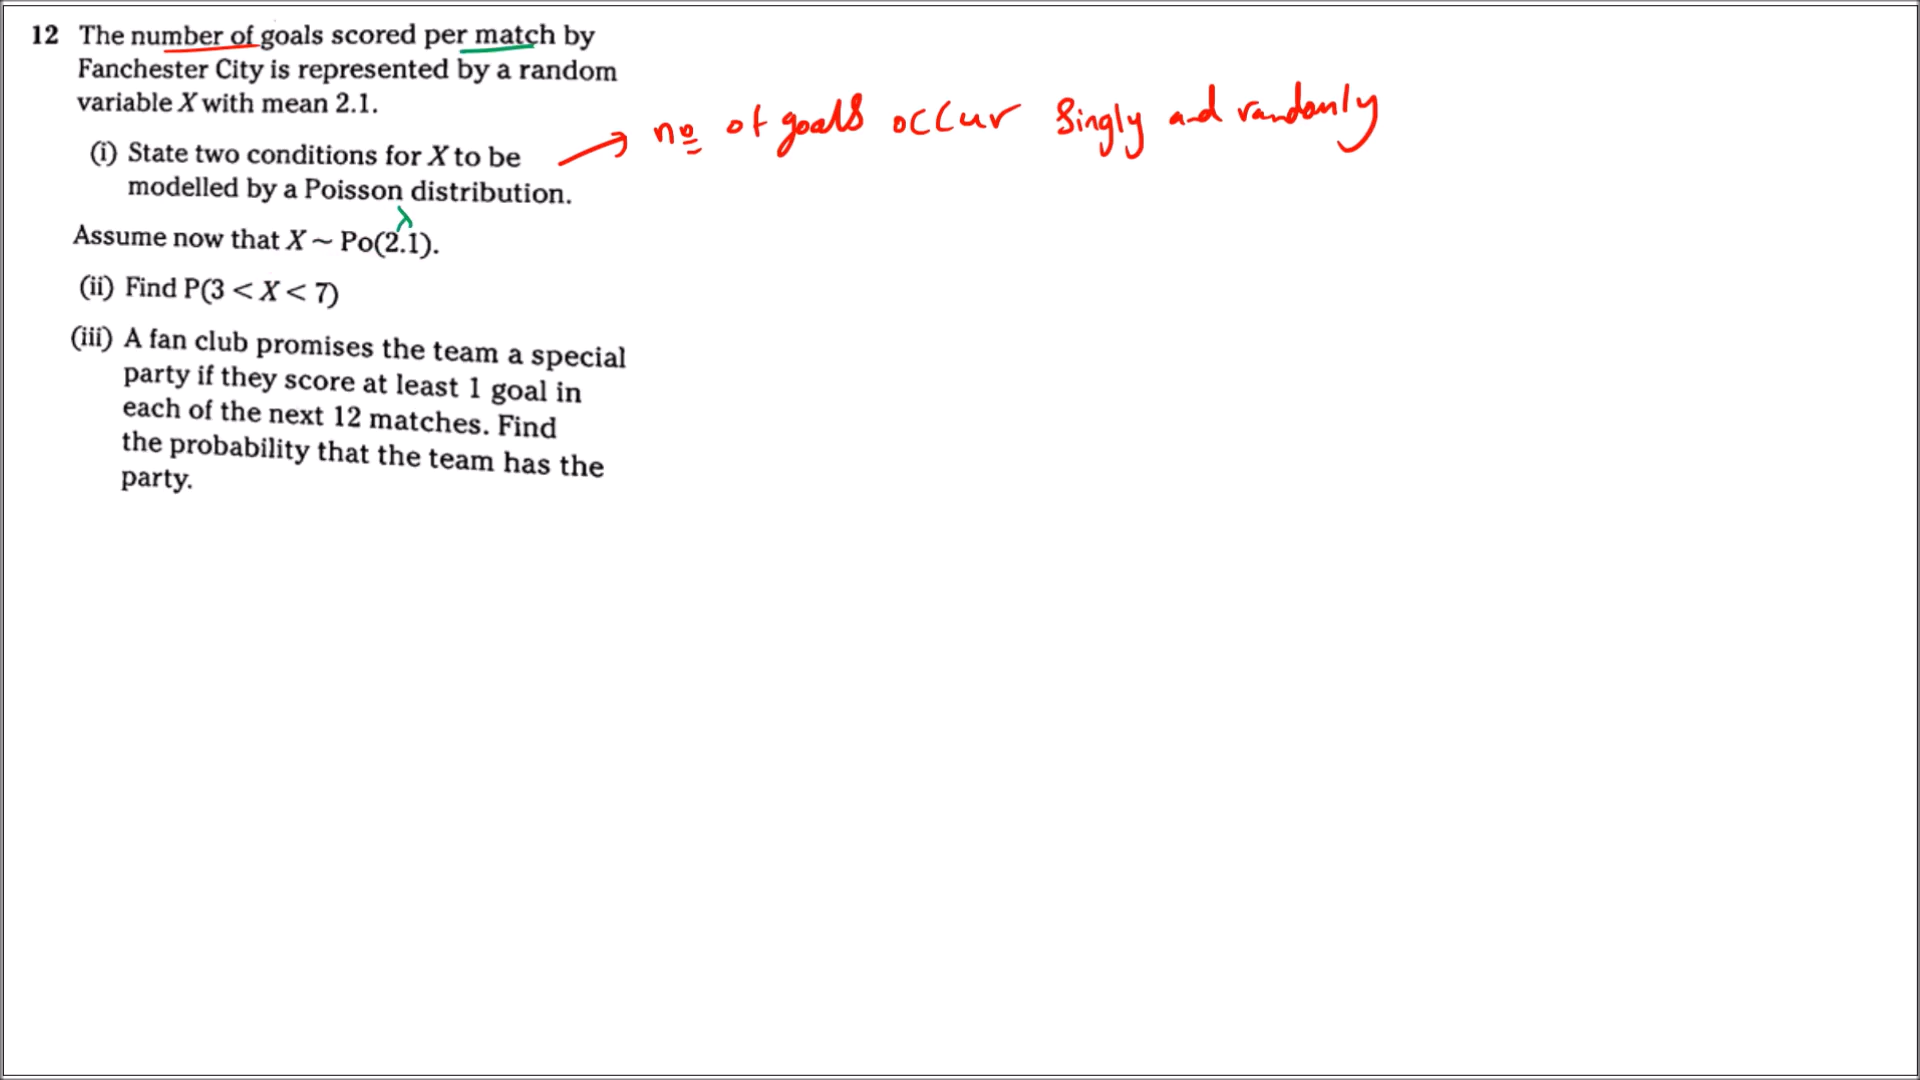 12 The number of goals scored per match by
Fanchester City is represented by a random
variable X with mean 2.1.
(i) State two conditions for X to be
modelled by a Poisson distribution.
→ nº of goals occur singly and randomly
λ
Assume now that X ~ Po(2.1).
(ii) Find P(3 < X < 7)
(iii) A fan club promises the team a special
party if they score at least 1 goal in
each of the next 12 matches. Find
the probability that the team has the
party.